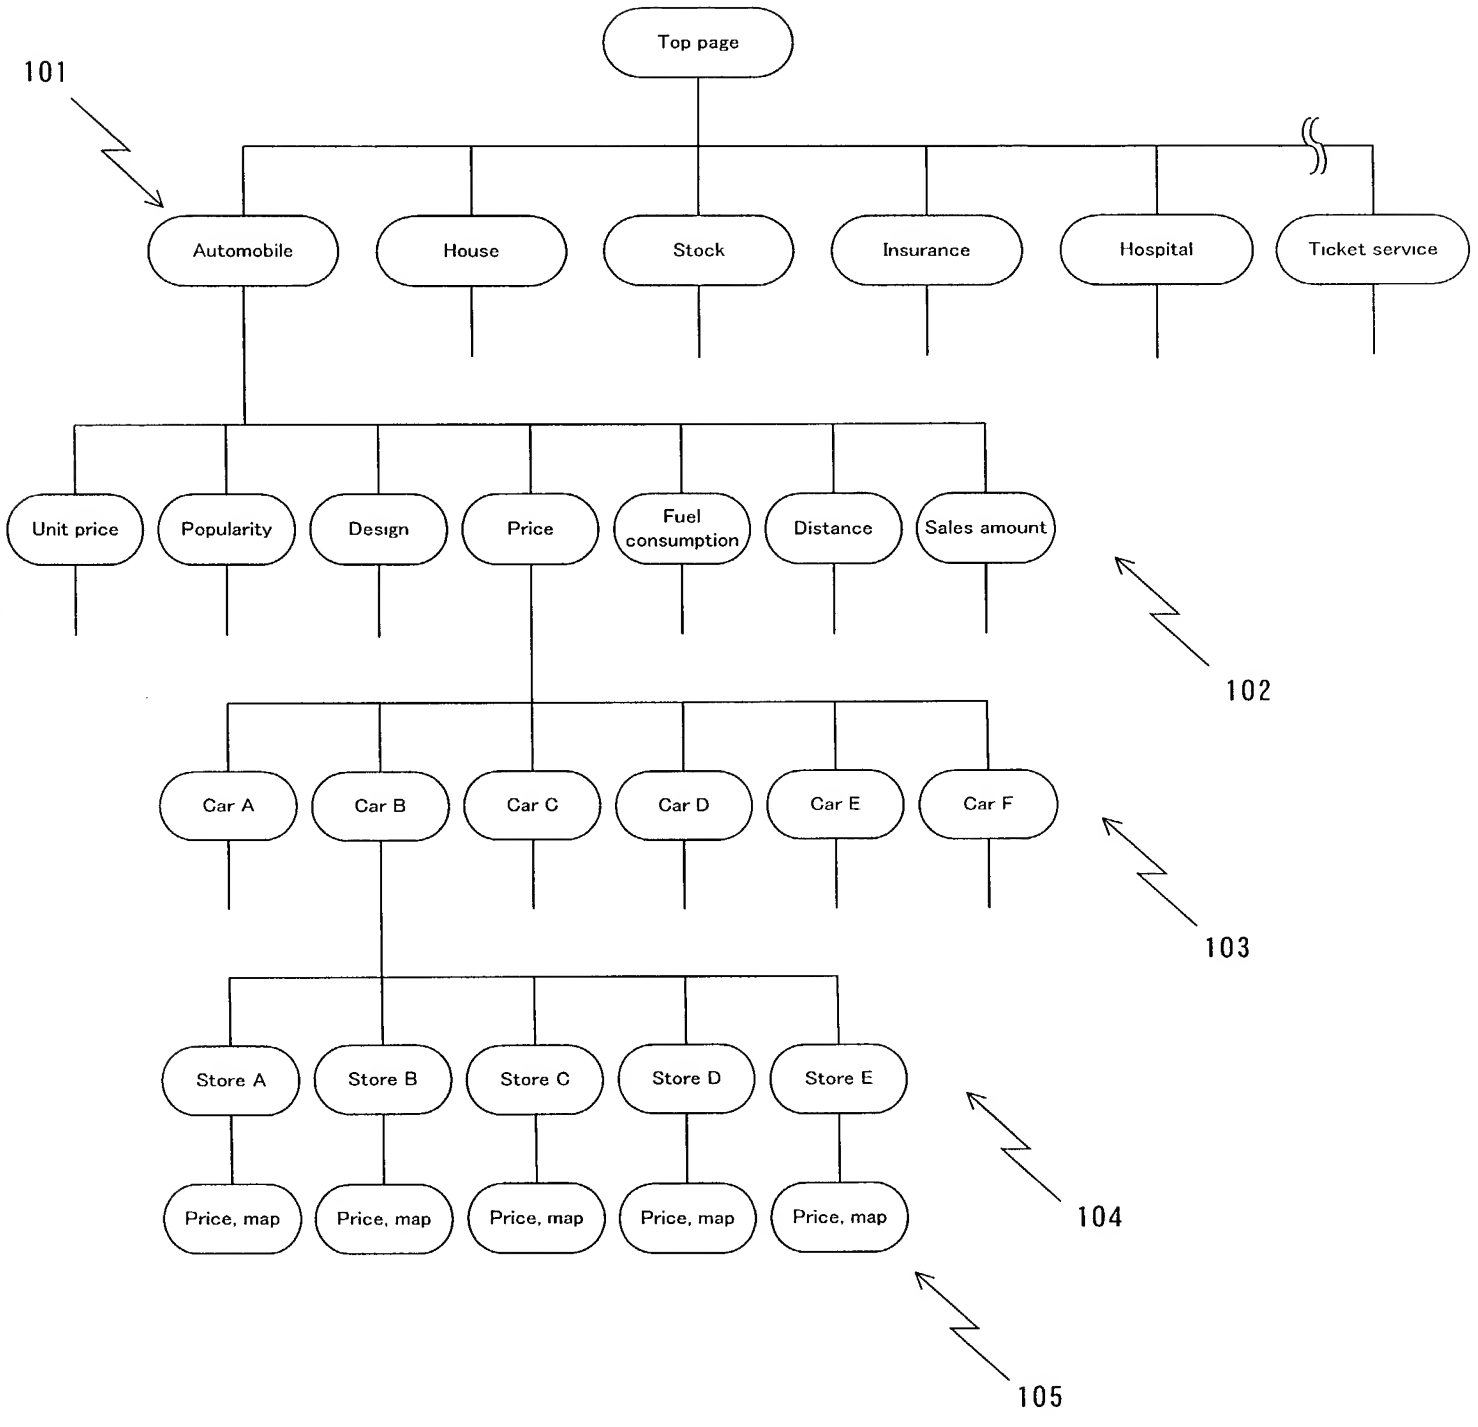 Top page
101
Automobile
House
Stock
Insurance
Hospital
Ticket service
Unit price
Popularity
Design
Price
Fuel
consumption
Distance
Sales amount
102
Car A
Car B
Car C
Car D
Car E
Car F
103
Store A
Store B
Store C
Store D
Store E
Price, map
Price, map
Price, map
Price, map
Price, map
104
105